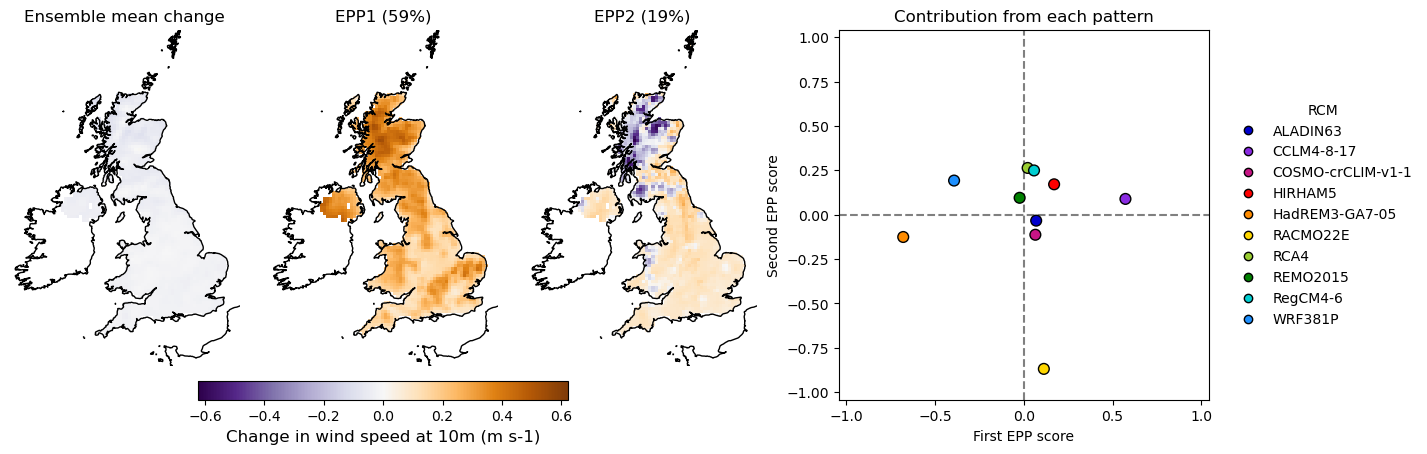 Ensemble mean change
EPP1 (59%)
EPP2 (19%)
−0.6 −0.4 −0.2 0.0 0.2 0.4 0.6
Change in wind speed at 10m (m s-1)
Contribution from each pattern
Second EPP score
1.00
0.75
0.50
0.25
0.00
−0.25
−0.50
−0.75
−1.00
−1.0 −0.5 0.0 0.5 1.0
First EPP score
RCM
ALADIN63
CCLM4-8-17
COSMO-crCLIM-v1-1
HIRHAM5
HadREM3-GA7-05
RACMO22E
RCA4
REMO2015
RegCM4-6
WRF381P